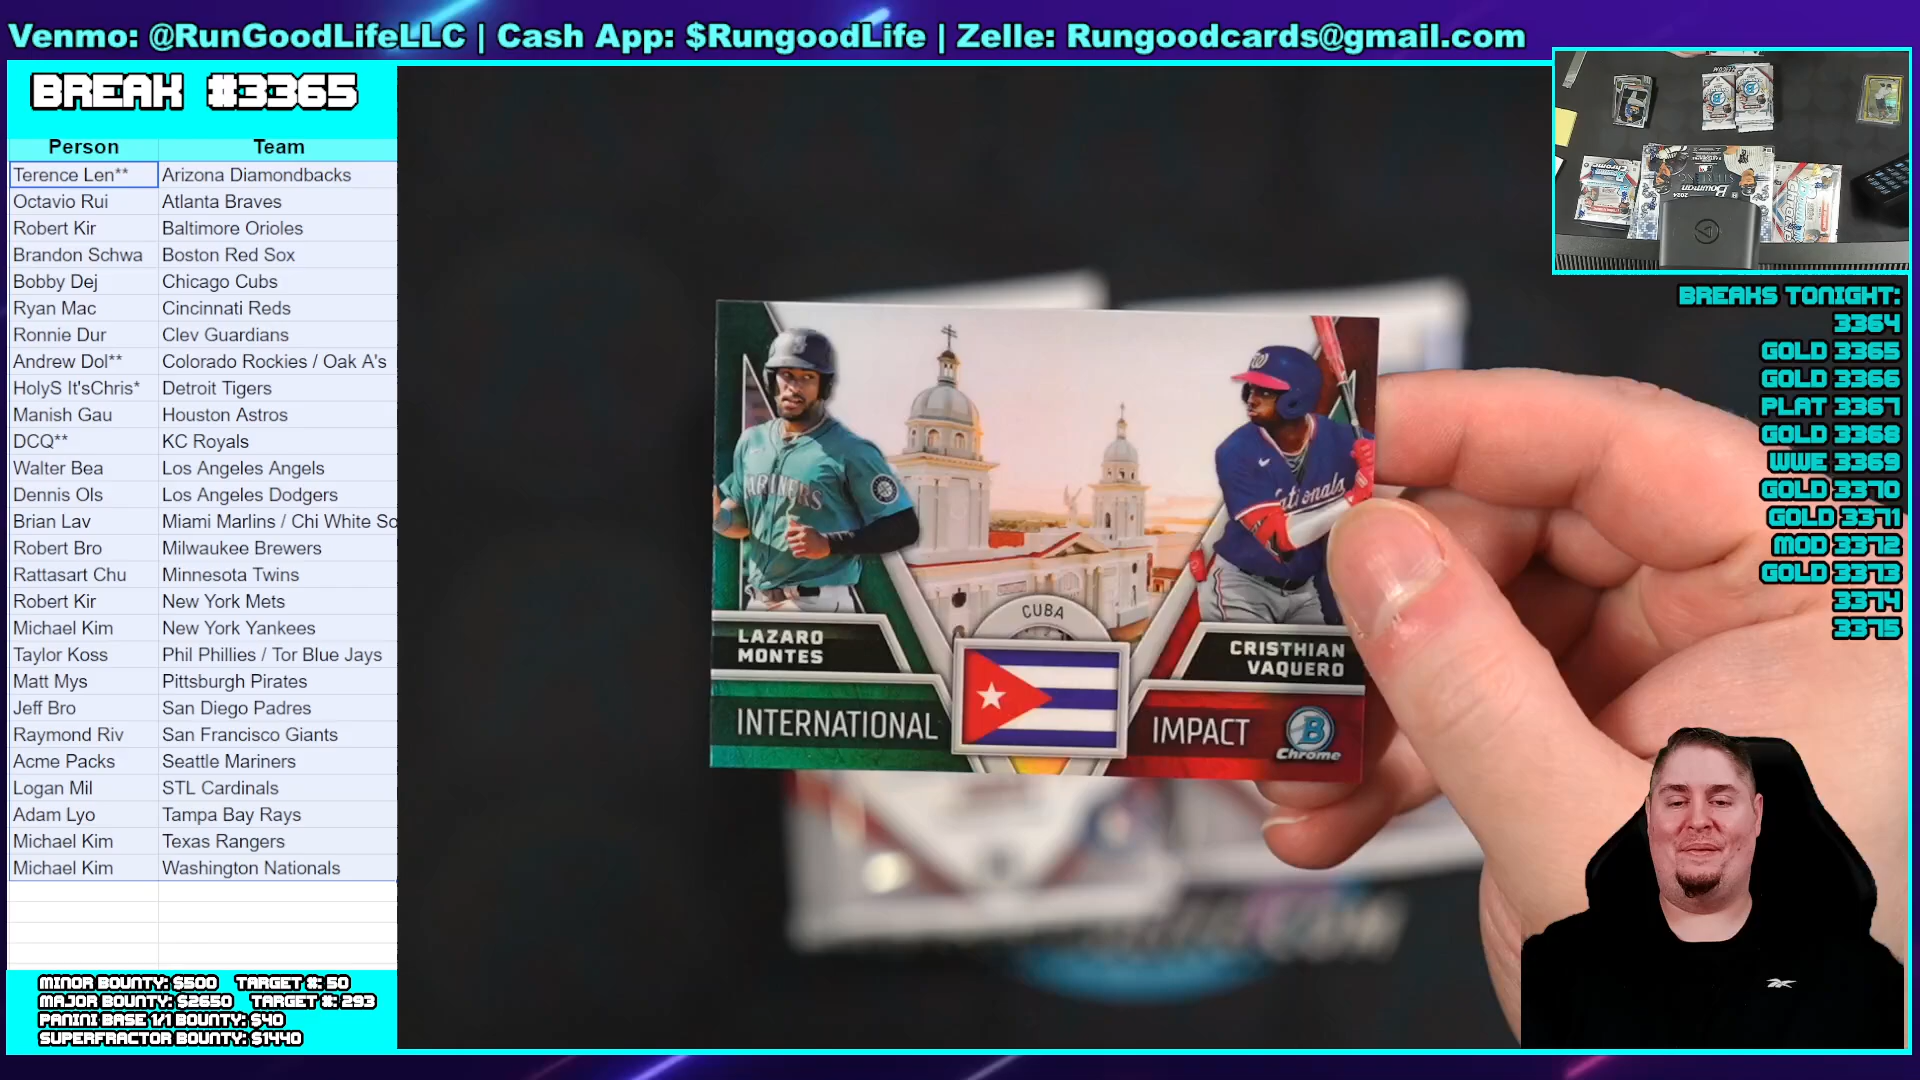 Venmo: @RunGoodLifeLLC | Cash App: $RungoodLife | Zelle: Rungoodcards@gmail.com
BREAK #3365
Person Team
Terence Len** Arizona Diamondbacks
Octavio Rui Atlanta Braves
Robert Kir Baltimore Orioles
Brandon Schwa Boston Red Sox
Bobby Dej Chicago Cubs
Ryan Mac Cincinnati Reds
Ronnie Dur Clev Guardians
Andrew Dol** Colorado Rockies / Oak A's
HolyS It'sChris* Detroit Tigers
Manish Gau Houston Astros
DCQ** KC Royals
Walter Bea Los Angeles Angels
Dennis Ols Los Angeles Dodgers
Brian Lav Miami Marlins / Chi White So
Robert Bro Milwaukee Brewers
Rattasart Chu Minnesota Twins
Robert Kir New York Mets
Michael Kim New York Yankees
Taylor Koss Phil Phillies / Tor Blue Jays
Matt Mys Pittsburgh Pirates
Jeff Bro San Diego Padres
Raymond Riv San Francisco Giants
Acme Packs Seattle Mariners
Logan Mil STL Cardinals
Adam Lyo Tampa Bay Rays
Michael Kim Texas Rangers
Michael Kim Washington Nationals
MINOR BOUNTY: $500 TARGET #: 50
MAJOR BOUNTY: $2650 TARGET #: 293
PANINI BASE 1/1 BOUNTY: $40
SUPERFRACTOR BOUNTY: $1440
MARINERS
W
Nationals
CUBA
LAZARO
MONTES
CRISTHIAN
VAQUERO
INTERNATIONAL
IMPACT
B
Chrome
Bowman
2024
BREAKS TONIGHT:
3364
GOLD 3365
GOLD 3366
PLAT 3367
GOLD 3368
WWE 3369
GOLD 3370
GOLD 3371
MOD 3372
GOLD 3373
3374
3375